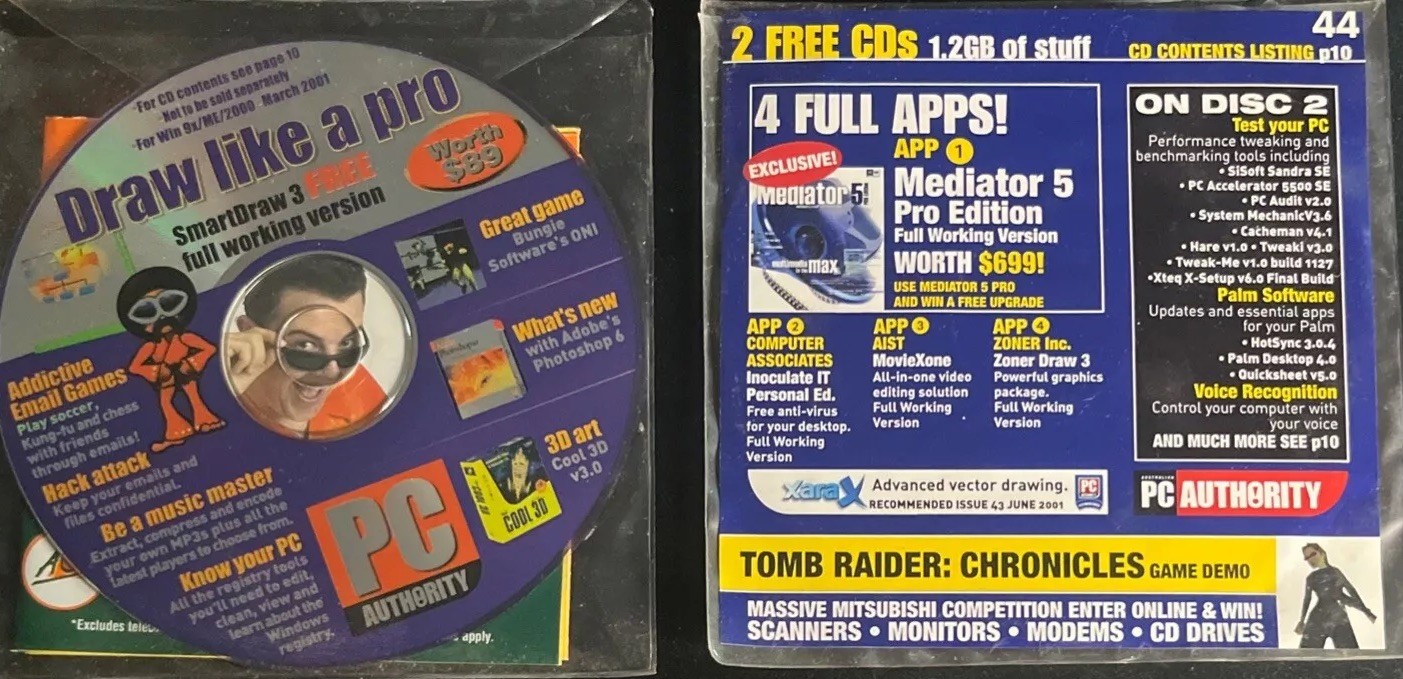 -For CD contents see page 10
-Not to be sold separately
-For Win 9x/ME/2000 -March 2001
Draw like a pro
Worth
$89
SmartDraw 3 FREE
full working version
Great game
Bungie
Software's ONI
What's new
with Adobe's
Photoshop 6
3D art
Cool 3D
v3.0
COOL 3D
Addictive
Email Games
Play soccer,
Kung-fu and chess
with friends
through emails!
Hack attack
Keep your emails and
files confidential.
Be a music master
Extract, compress and encode
your own MP3s plus all the
latest players to choose from.
Know your PC
All the registry tools
you'll need to edit,
clean, view and
learn about the
Windows
registry.
PC
AUTHORITY
*Excludes
apply.
44
2 FREE CDs 1.2GB of stuff
CD CONTENTS LISTING p10
4 FULL APPS!
APP 1
EXCLUSIVE!
Mediator 5
max
Mediator 5
Pro Edition
Full Working Version
WORTH $699!
USE MEDIATOR 5 PRO
AND WIN A FREE UPGRADE
APP 2
COMPUTER
ASSOCIATES
Inoculate IT
Personal Ed.
Free anti-virus
for your desktop.
Full Working
Version
APP 3
AIST
MovieXone
All-in-one video
editing solution
Full Working
Version
APP 4
ZONER Inc.
Zoner Draw 3
Powerful graphics
package.
Full Working
Version
ON DISC 2
Test your PC
Performance tweaking and
benchmarking tools including
• SiSoft Sandra SE
• PC Accelerator 5500 SE
• PC Audit v2.0
• System MechanicV3.6
• Cacheman v4.1
• Hare v1.0 • Tweaki v3.0
• Tweak-Me v1.0 build 1127
•Xteq X-Setup v6.0 Final Build
Palm Software
Updates and essential apps
for your Palm
• HotSync 3.0.4
• Palm Desktop 4.0
• Quicksheet v5.0
Voice Recognition
Control your computer with
your voice
AND MUCH MORE SEE p10
xara X Advanced vector drawing.
RECOMMENDED ISSUE 43 JUNE 2001
PC
AUSTRALIAN
PC AUTHORITY
TOMB RAIDER: CHRONICLES GAME DEMO
MASSIVE MITSUBISHI COMPETITION ENTER ONLINE & WIN!
SCANNERS • MONITORS • MODEMS • CD DRIVES